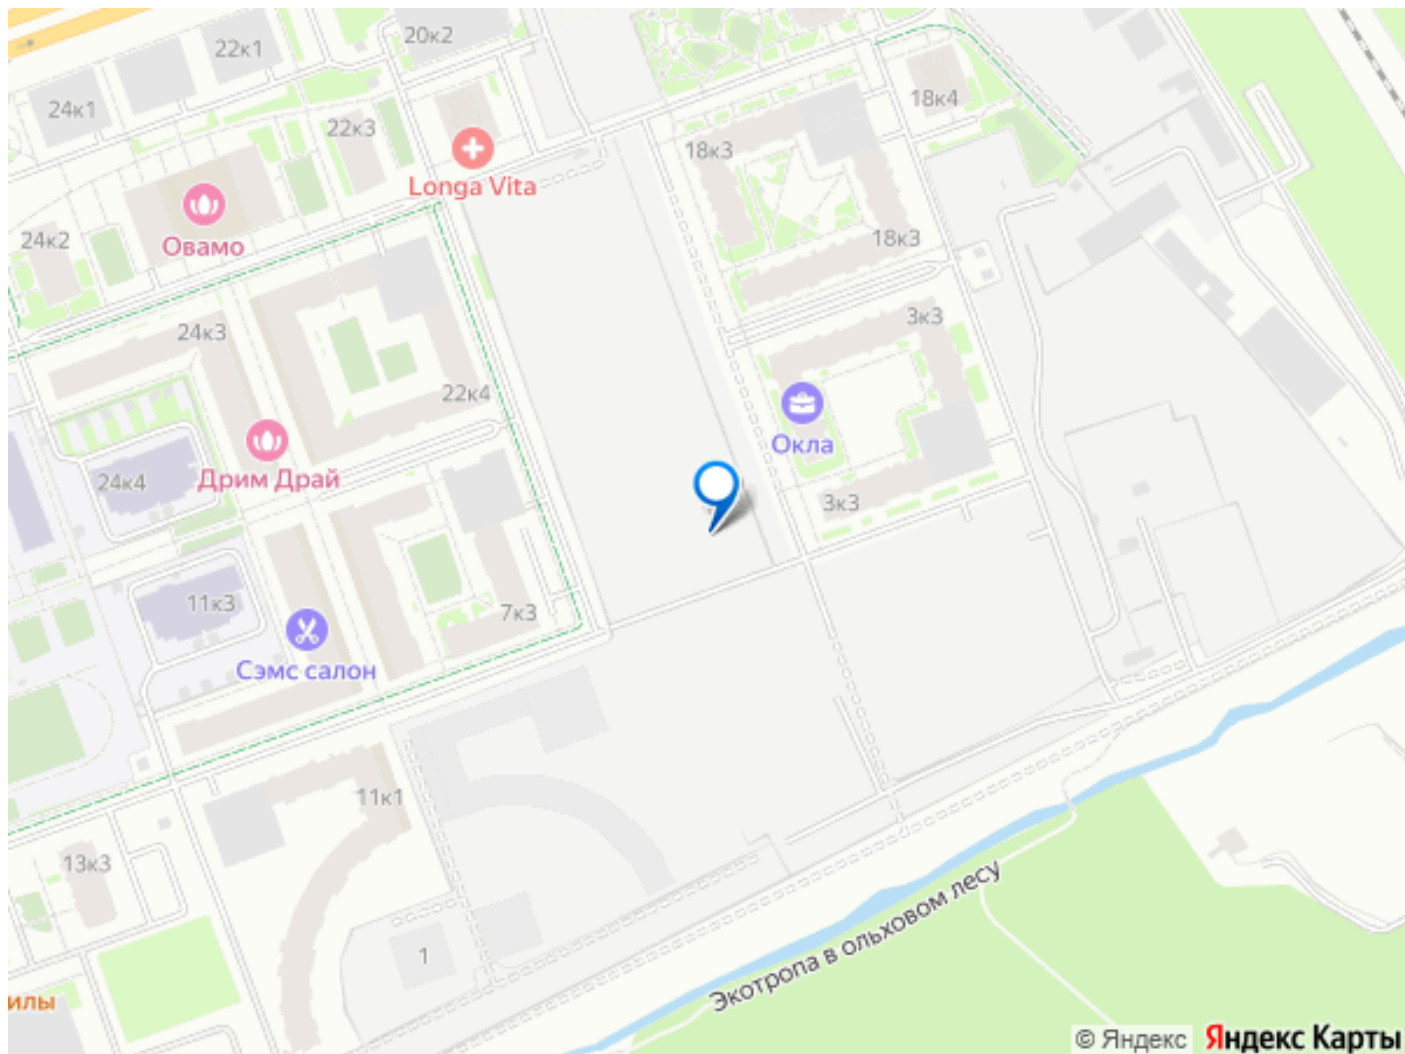 20к2
22к1
24к1
18к4
22к3
18к3
Longa Vita
24к2
Овамо
18к3
3к3
24к3
22к4
Окла
Дрим Драй
24к4
3к3
11к3
7к3
Сэмс салон
11к1
13к3
Экотропа в ольховом лесу
1
илы
© Яндекс Яндекс Карты